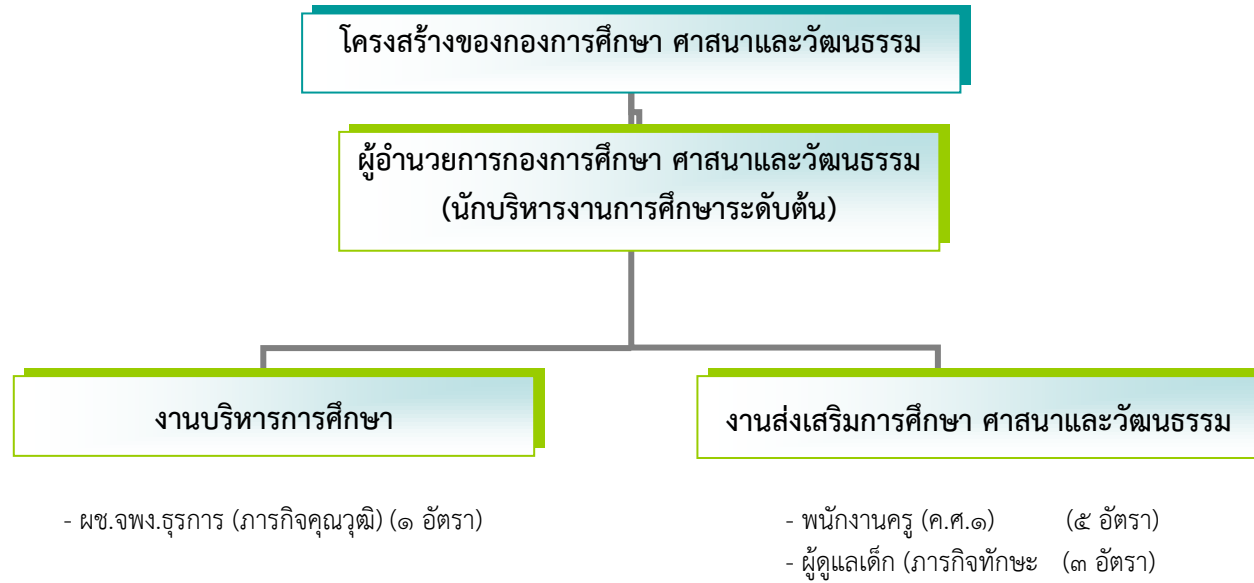 โครงสร้างของกองการศึกษา ศาสนาและวัฒนธรรม
ผู้อำนวยการกองการศึกษา ศาสนาและวัฒนธรรม
(นักบริหารงานการศึกษาระดับต้น)
งานบริหารการศึกษา
งานส่งเสริมการศึกษา ศาสนาและวัฒนธรรม
- ผช.จพง.ธุรการ (ภารกิจคุณวุฒิ) (๑ อัตรา)
- พนักงานครู (ค.ศ.๑) (๕ อัตรา)
- ผู้ดูแลเด็ก (ภารกิจทักษะ (๓ อัตรา)